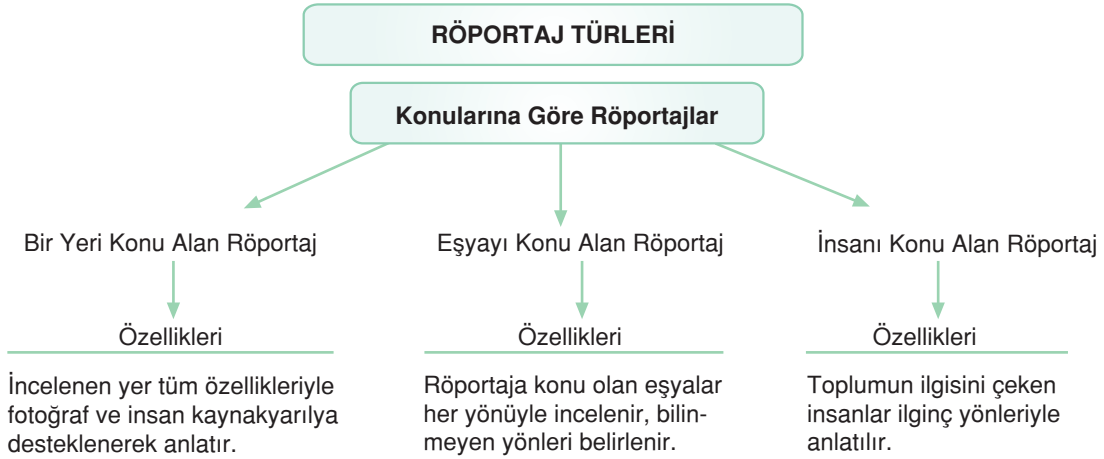 RÖPORTAJ TÜRLERİ
Konularına Göre Röportajlar
Bir Yeri Konu Alan Röportaj
Özellikleri
İncelenen yer tüm özellikleriyle
fotoğraf ve insan kaynakyarılya
desteklenerek anlatır.
Eşyayı Konu Alan Röportaj
Özellikleri
Röportaja konu olan eşyalar
her yönüyle incelenir, bilin-
meyen yönleri belirlenir.
İnsanı Konu Alan Röportaj
Özellikleri
Toplumun ilgisini çeken
insanlar ilginç yönleriyle
anlatılır.